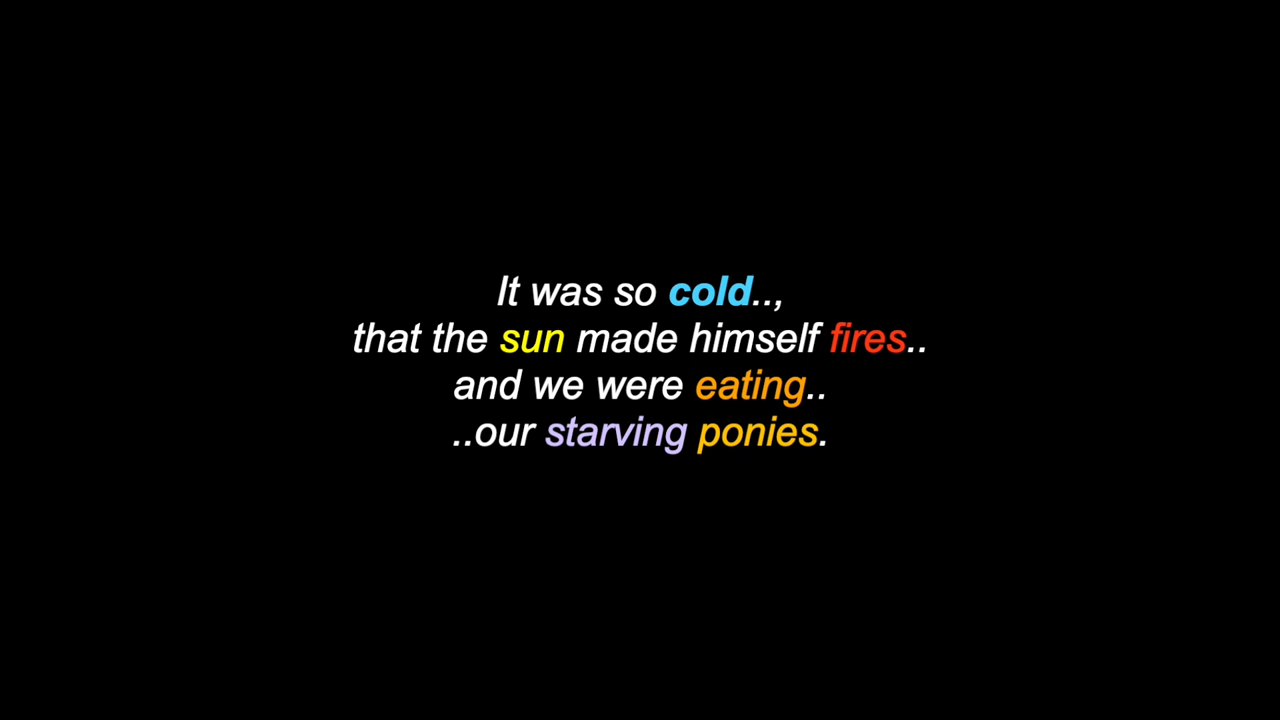 It was so cold..,
that the sun made himself fires..
and we were eating..
..our starving ponies.